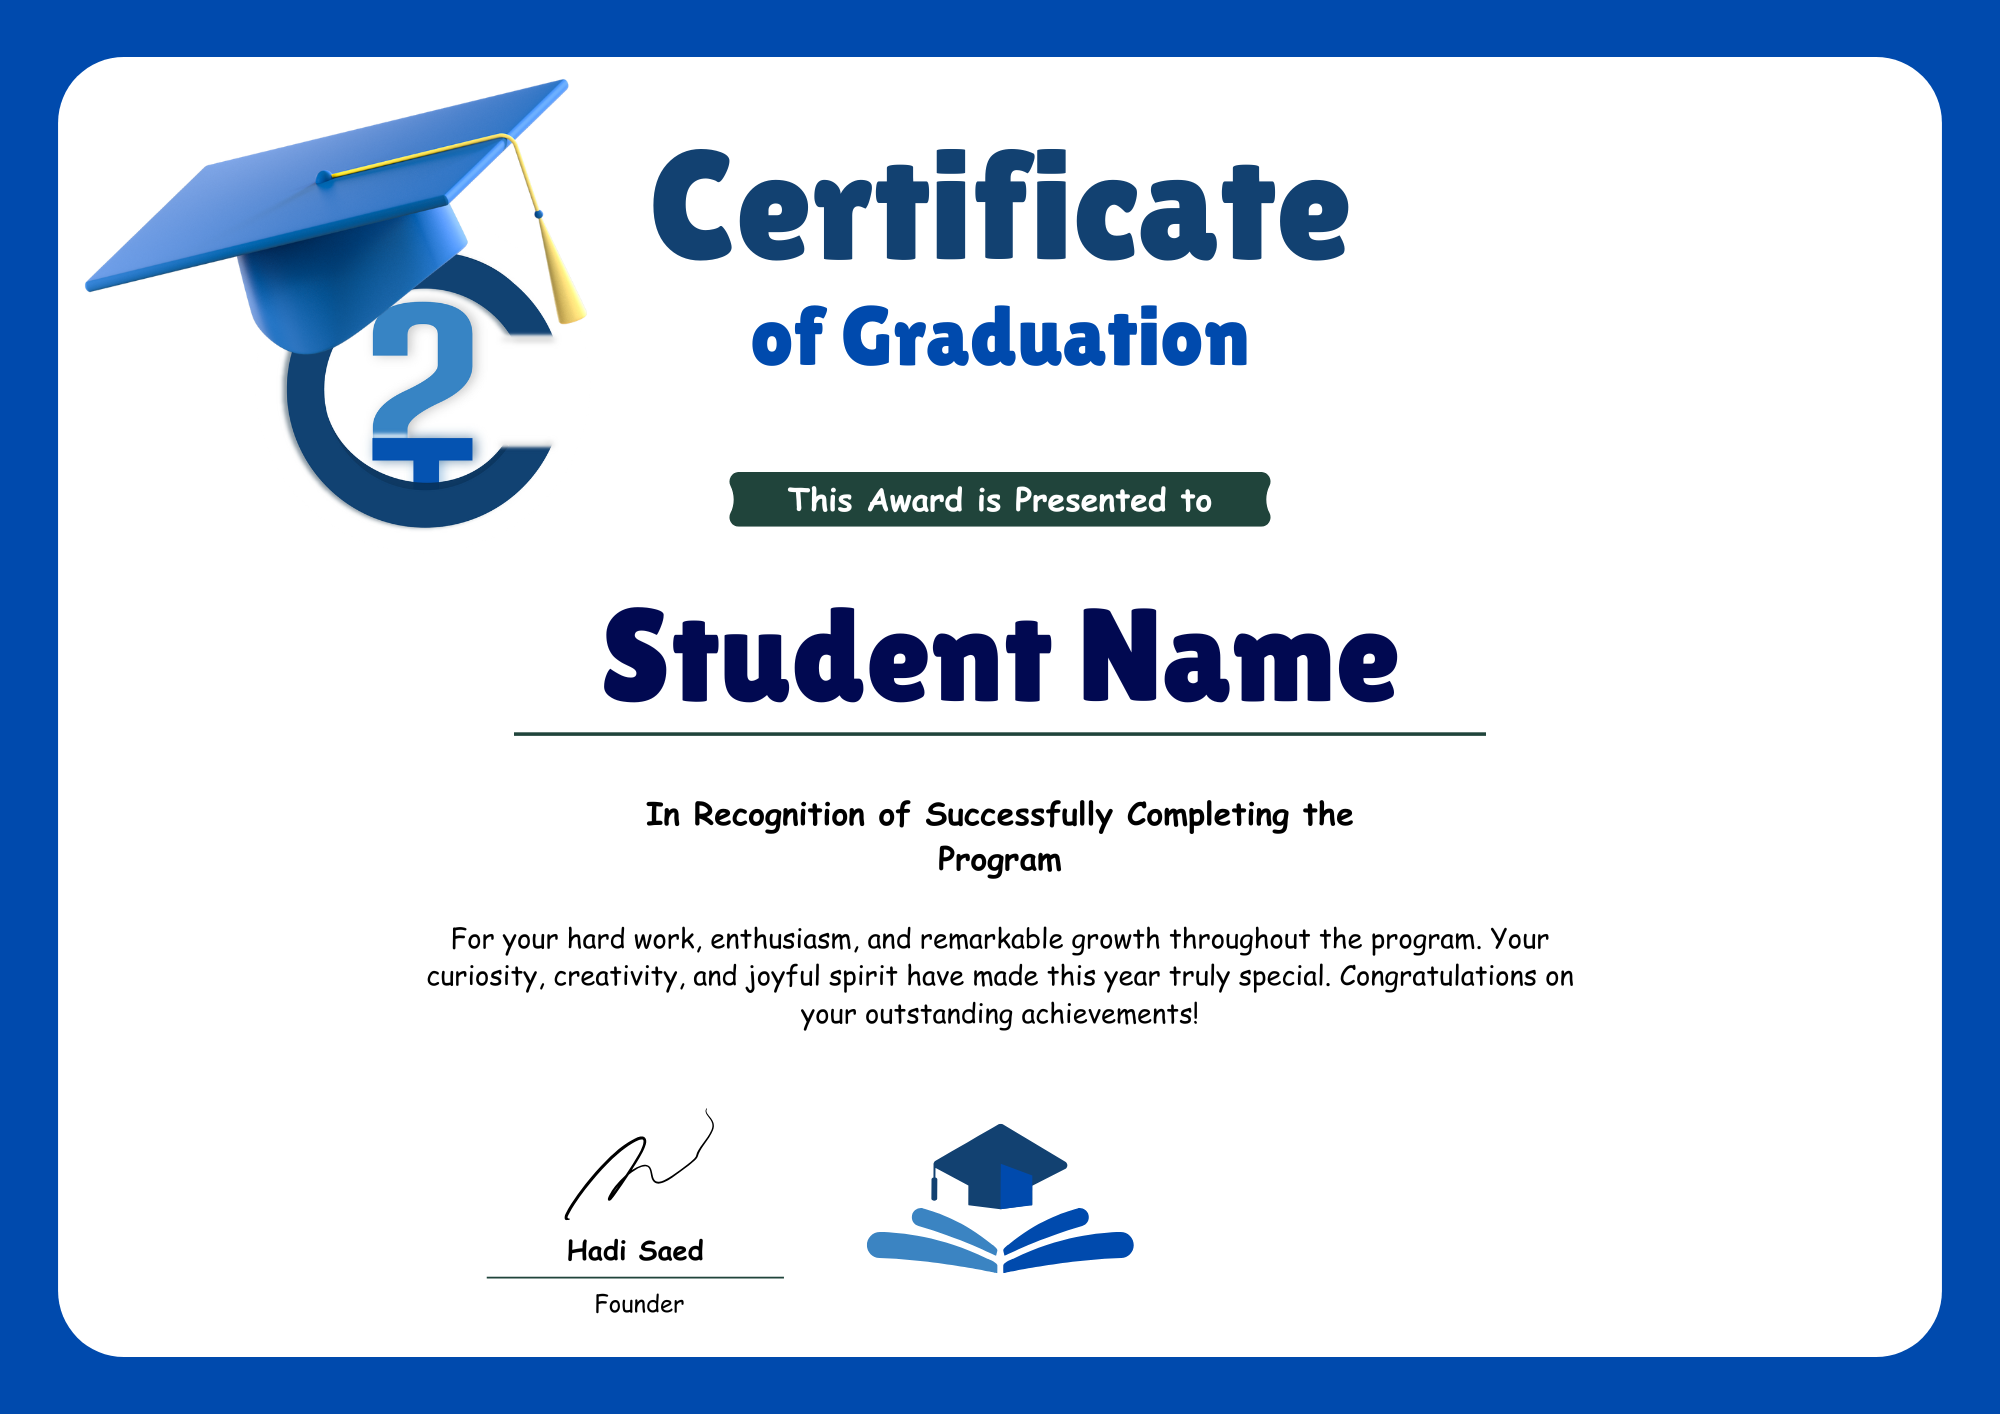 Certificate
of Graduation
C2T
This Award is Presented to
Student Name
In Recognition of Successfully Completing the
Program
For your hard work, enthusiasm, and remarkable growth throughout the program. Your
curiosity, creativity, and joyful spirit have made this year truly special. Congratulations on
your outstanding achievements!
Hadi Saed
Founder